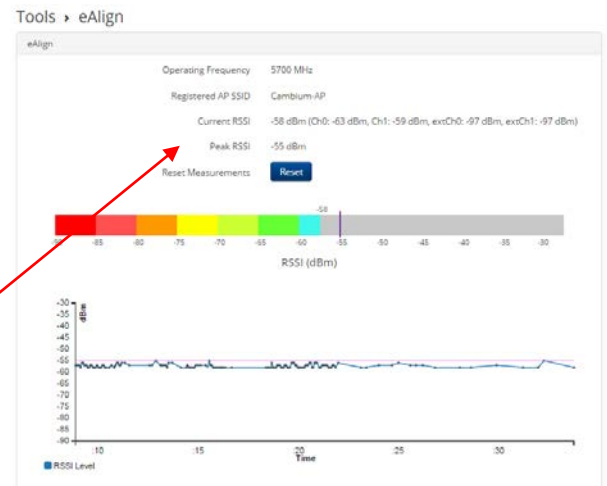 Tools › eAlign
eAlign
Operating Frequency 5700 MHz
Registered AP SSID Cambium-AP
Current RSSI -58 dBm (Ch0: -63 dBm, Ch1: -59 dBm, extCh0: -97 dBm, extCh1: -97 dBm)
Peak RSSI -55 dBm
Reset Measurements Reset
-58
-90 -85 -80 -75 -70 -65 -60 -55 -50 -45 -40 -35 -30
RSSI (dBm)
-30
-35
-40
-45
-50
-55
-60
-65
-70
-75
-80
-85
-90
dBm
:10 :15 :20 :25 :30
Time
RSSI Level